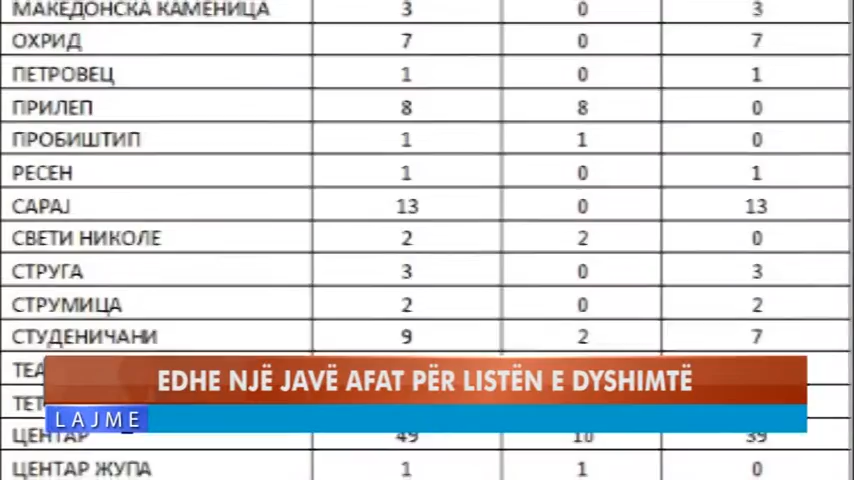 МАКЕДОНСКА КАМЕНИЦА 3 0 3
ОХРИД 7 0 7
ПЕТРОВЕЦ 1 0 1
ПРИЛЕП 8 8 0
ПРОБИШТИП 1 1 0
РЕСЕН 1 0 1
САРАЈ 13 0 13
СВЕТИ НИКОЛЕ 2 2 0
СТРУГА 3 0 3
СТРУМИЦА 2 0 2
СТУДЕНИЧАНИ 9 2 7
EDHE NJË JAVË AFAT PËR LISTËN E DYSHIMTË
LAJME
ЦЕНТАР 49 10 39
ЦЕНТАР ЖУПА 1 1 0